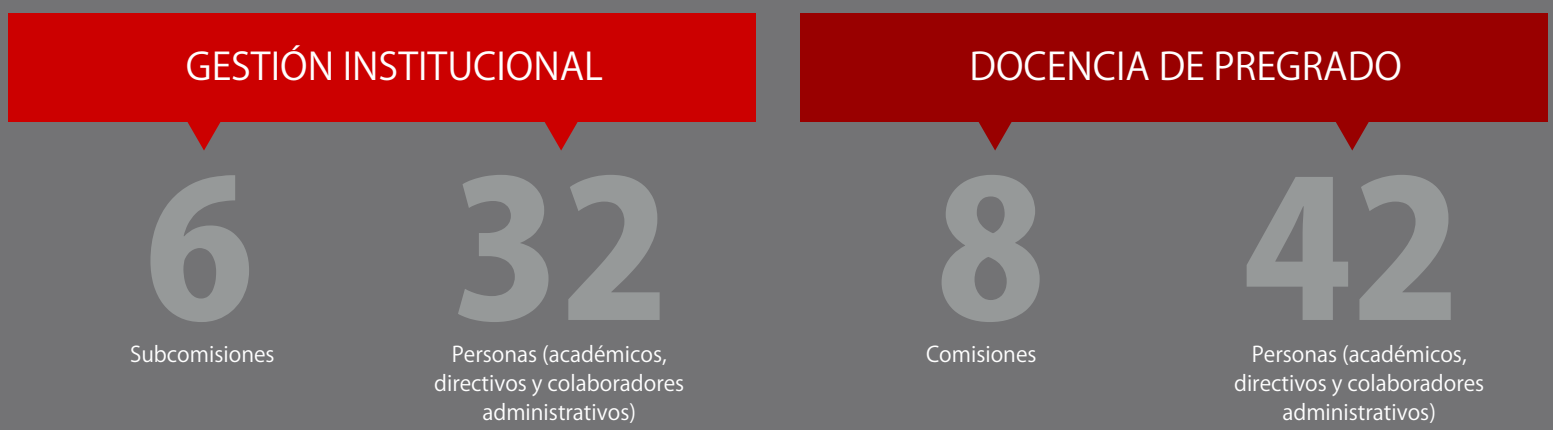 GESTIÓN INSTITUCIONAL
6
Subcomisiones
32
Personas (académicos,
directivos y colaboradores
administrativos)
DOCENCIA DE PREGRADO
8
Comisiones
42
Personas (académicos,
directivos y colaboradores
administrativos)